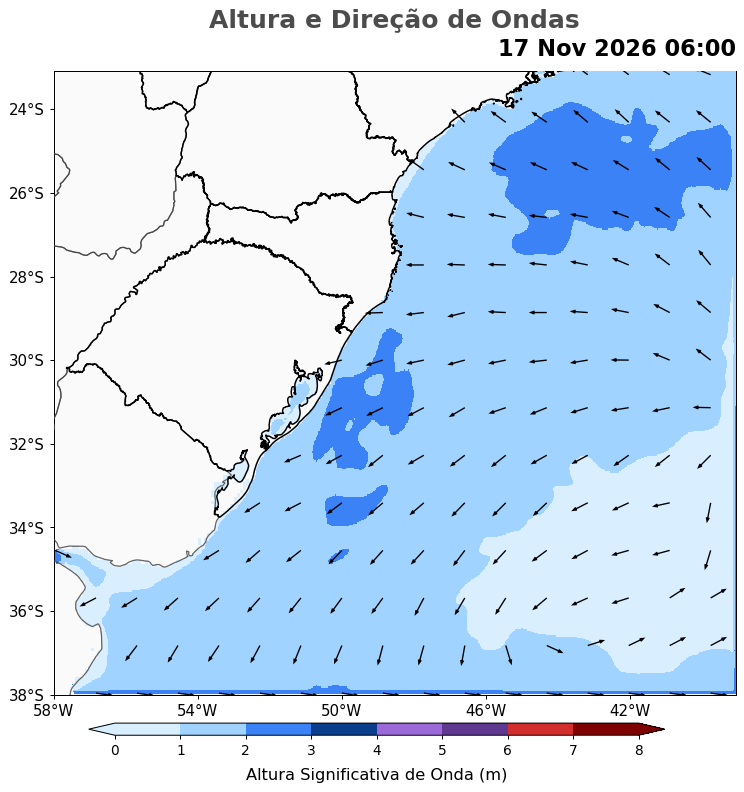 Altura e Direção de Ondas
17 Nov 2026 06:00
24°S
26°S
28°S
30°S
32°S
34°S
36°S
38°S
58°W 54°W 50°W 46°W 42°W
0 1 2 3 4 5 6 7 8
Altura Significativa de Onda (m)